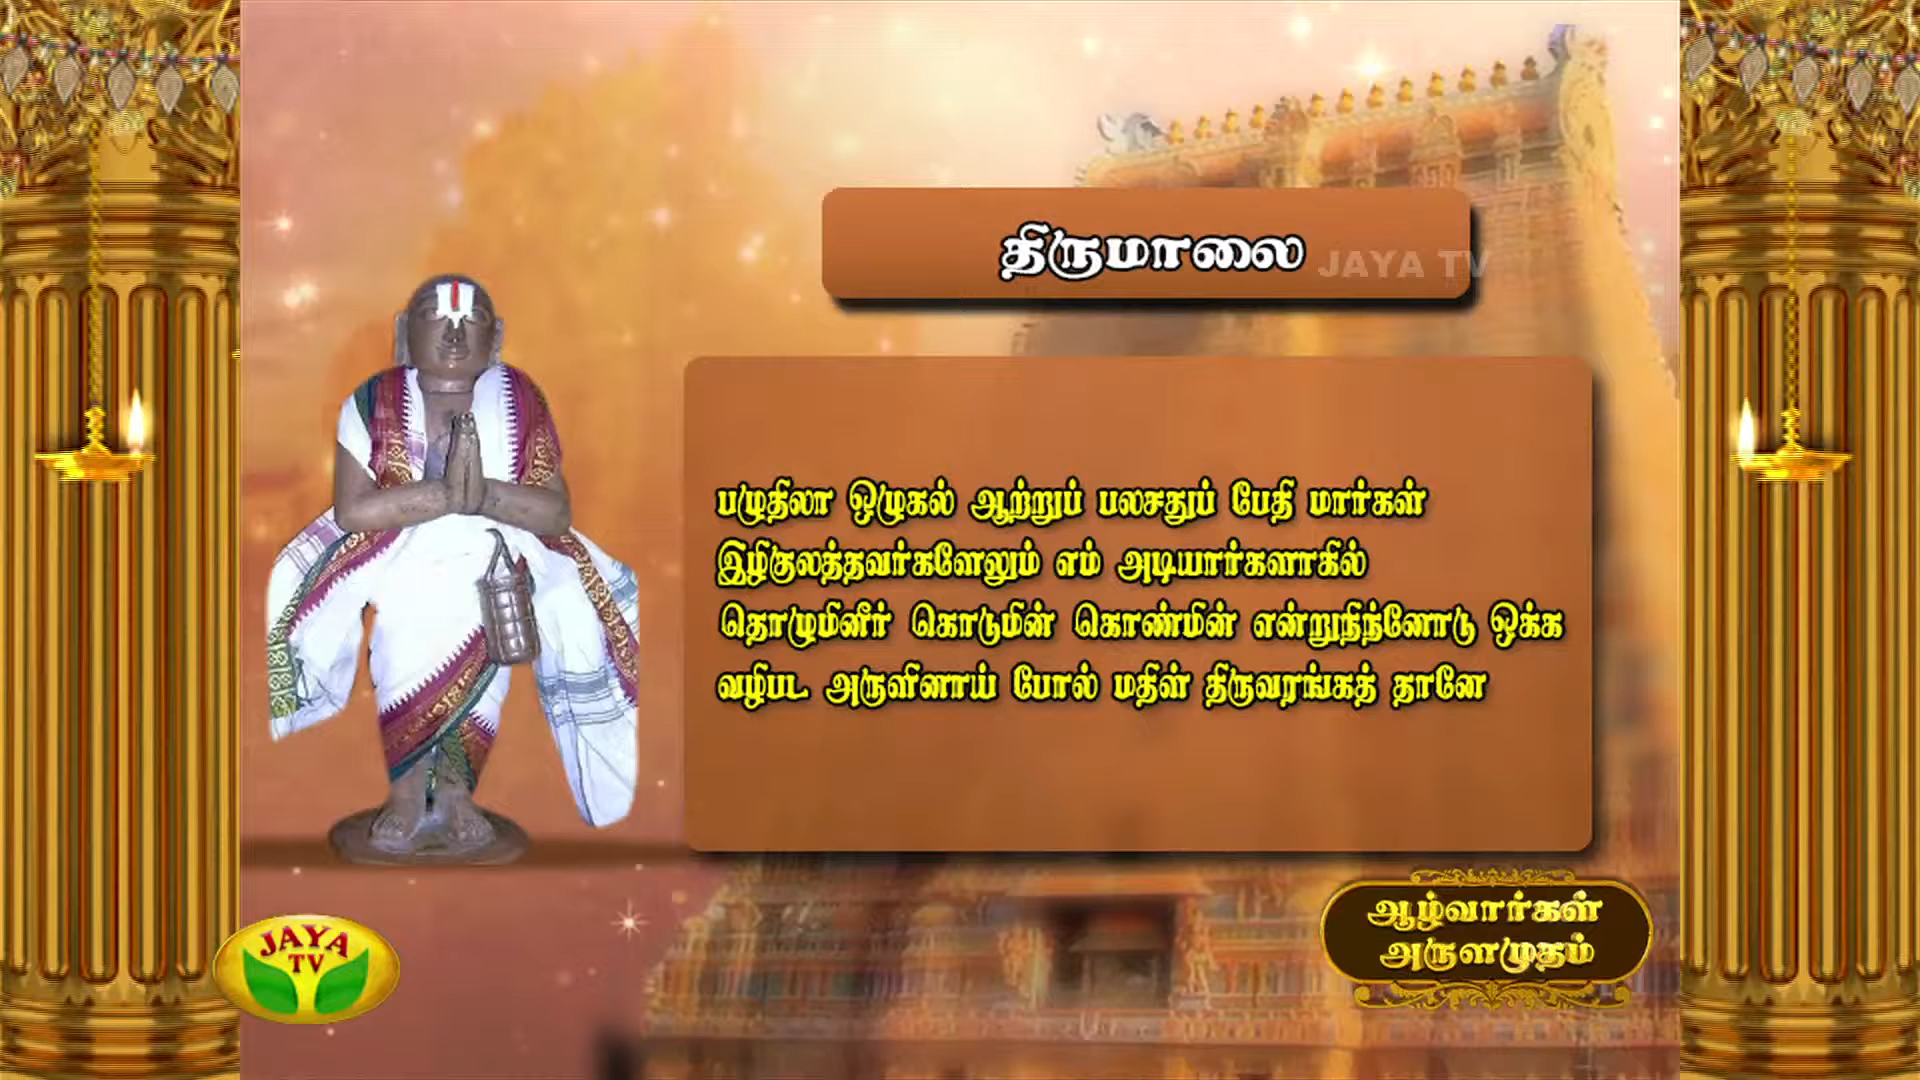 திருமாலை
JAYA TV
பழுதிலா ஒழுகல் ஆற்றுப் பலசதுப் பேதி மார்கள்
இழிகுலத்தவர்களேலும் எம் அடியார்களாகில்
தொழுமினீர் கொடுமின் கொண்மின் என்றுநின்னோடு ஒக்க
வழிபட அருளினாய் போல் மதிள் திருவரங்கத் தானே
ஆழ்வார்கள்
அருளமுதம்
JAYA
TV